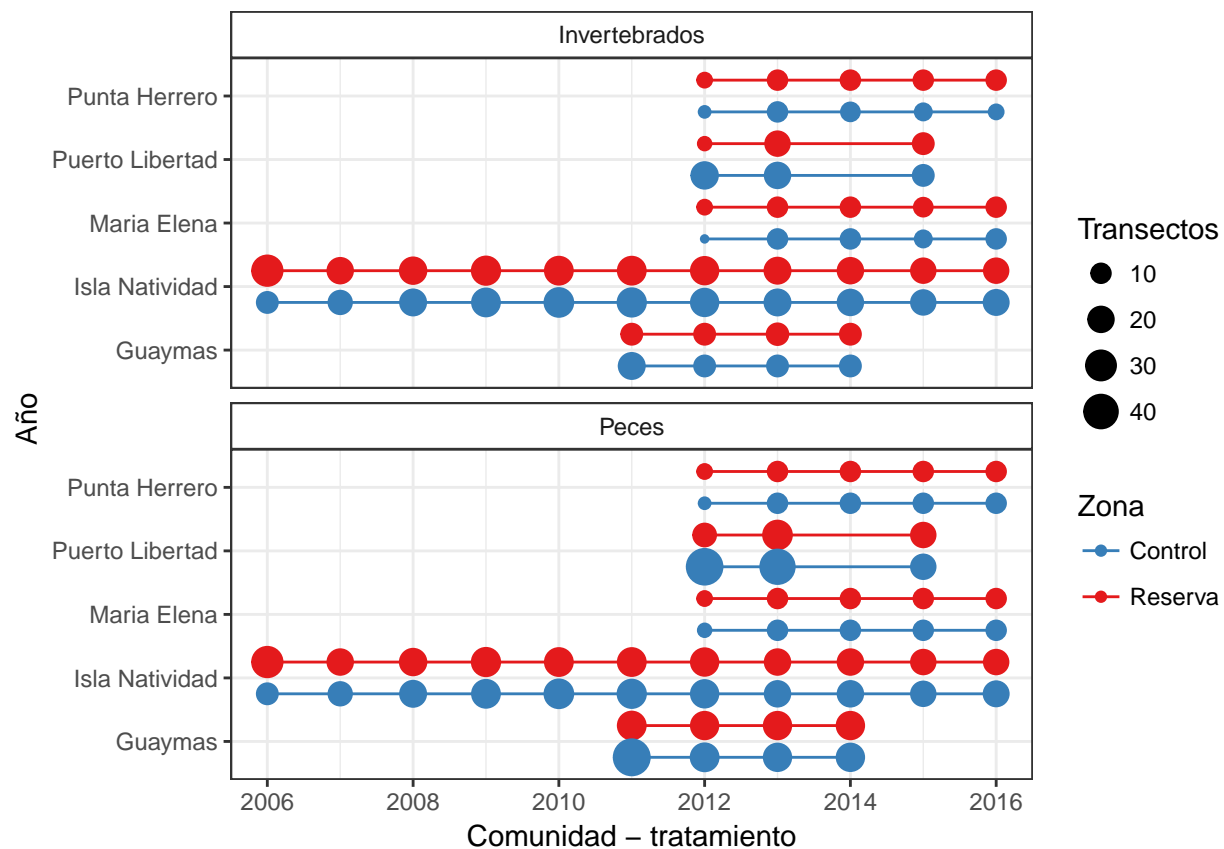 Invertebrados
Punta Herrero
Puerto Libertad
Maria Elena
Isla Natividad
Guaymas
Peces
Punta Herrero
Puerto Libertad
Maria Elena
Isla Natividad
Guaymas
2006 2008 2010 2012 2014 2016
Comunidad − tratamiento
Año
Transectos
10
20
30
40
Zona
Control
Reserva